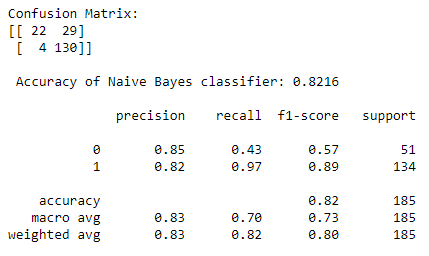 Confusion Matrix:
[[ 22  29]
 [  4 130]]
Accuracy of Naive Bayes classifier: 0.8216
precision recall f1-score support
0 0.85 0.43 0.57 51
1 0.82 0.97 0.89 134
accuracy 0.82 185
macro avg 0.83 0.70 0.73 185
weighted avg 0.83 0.82 0.80 185